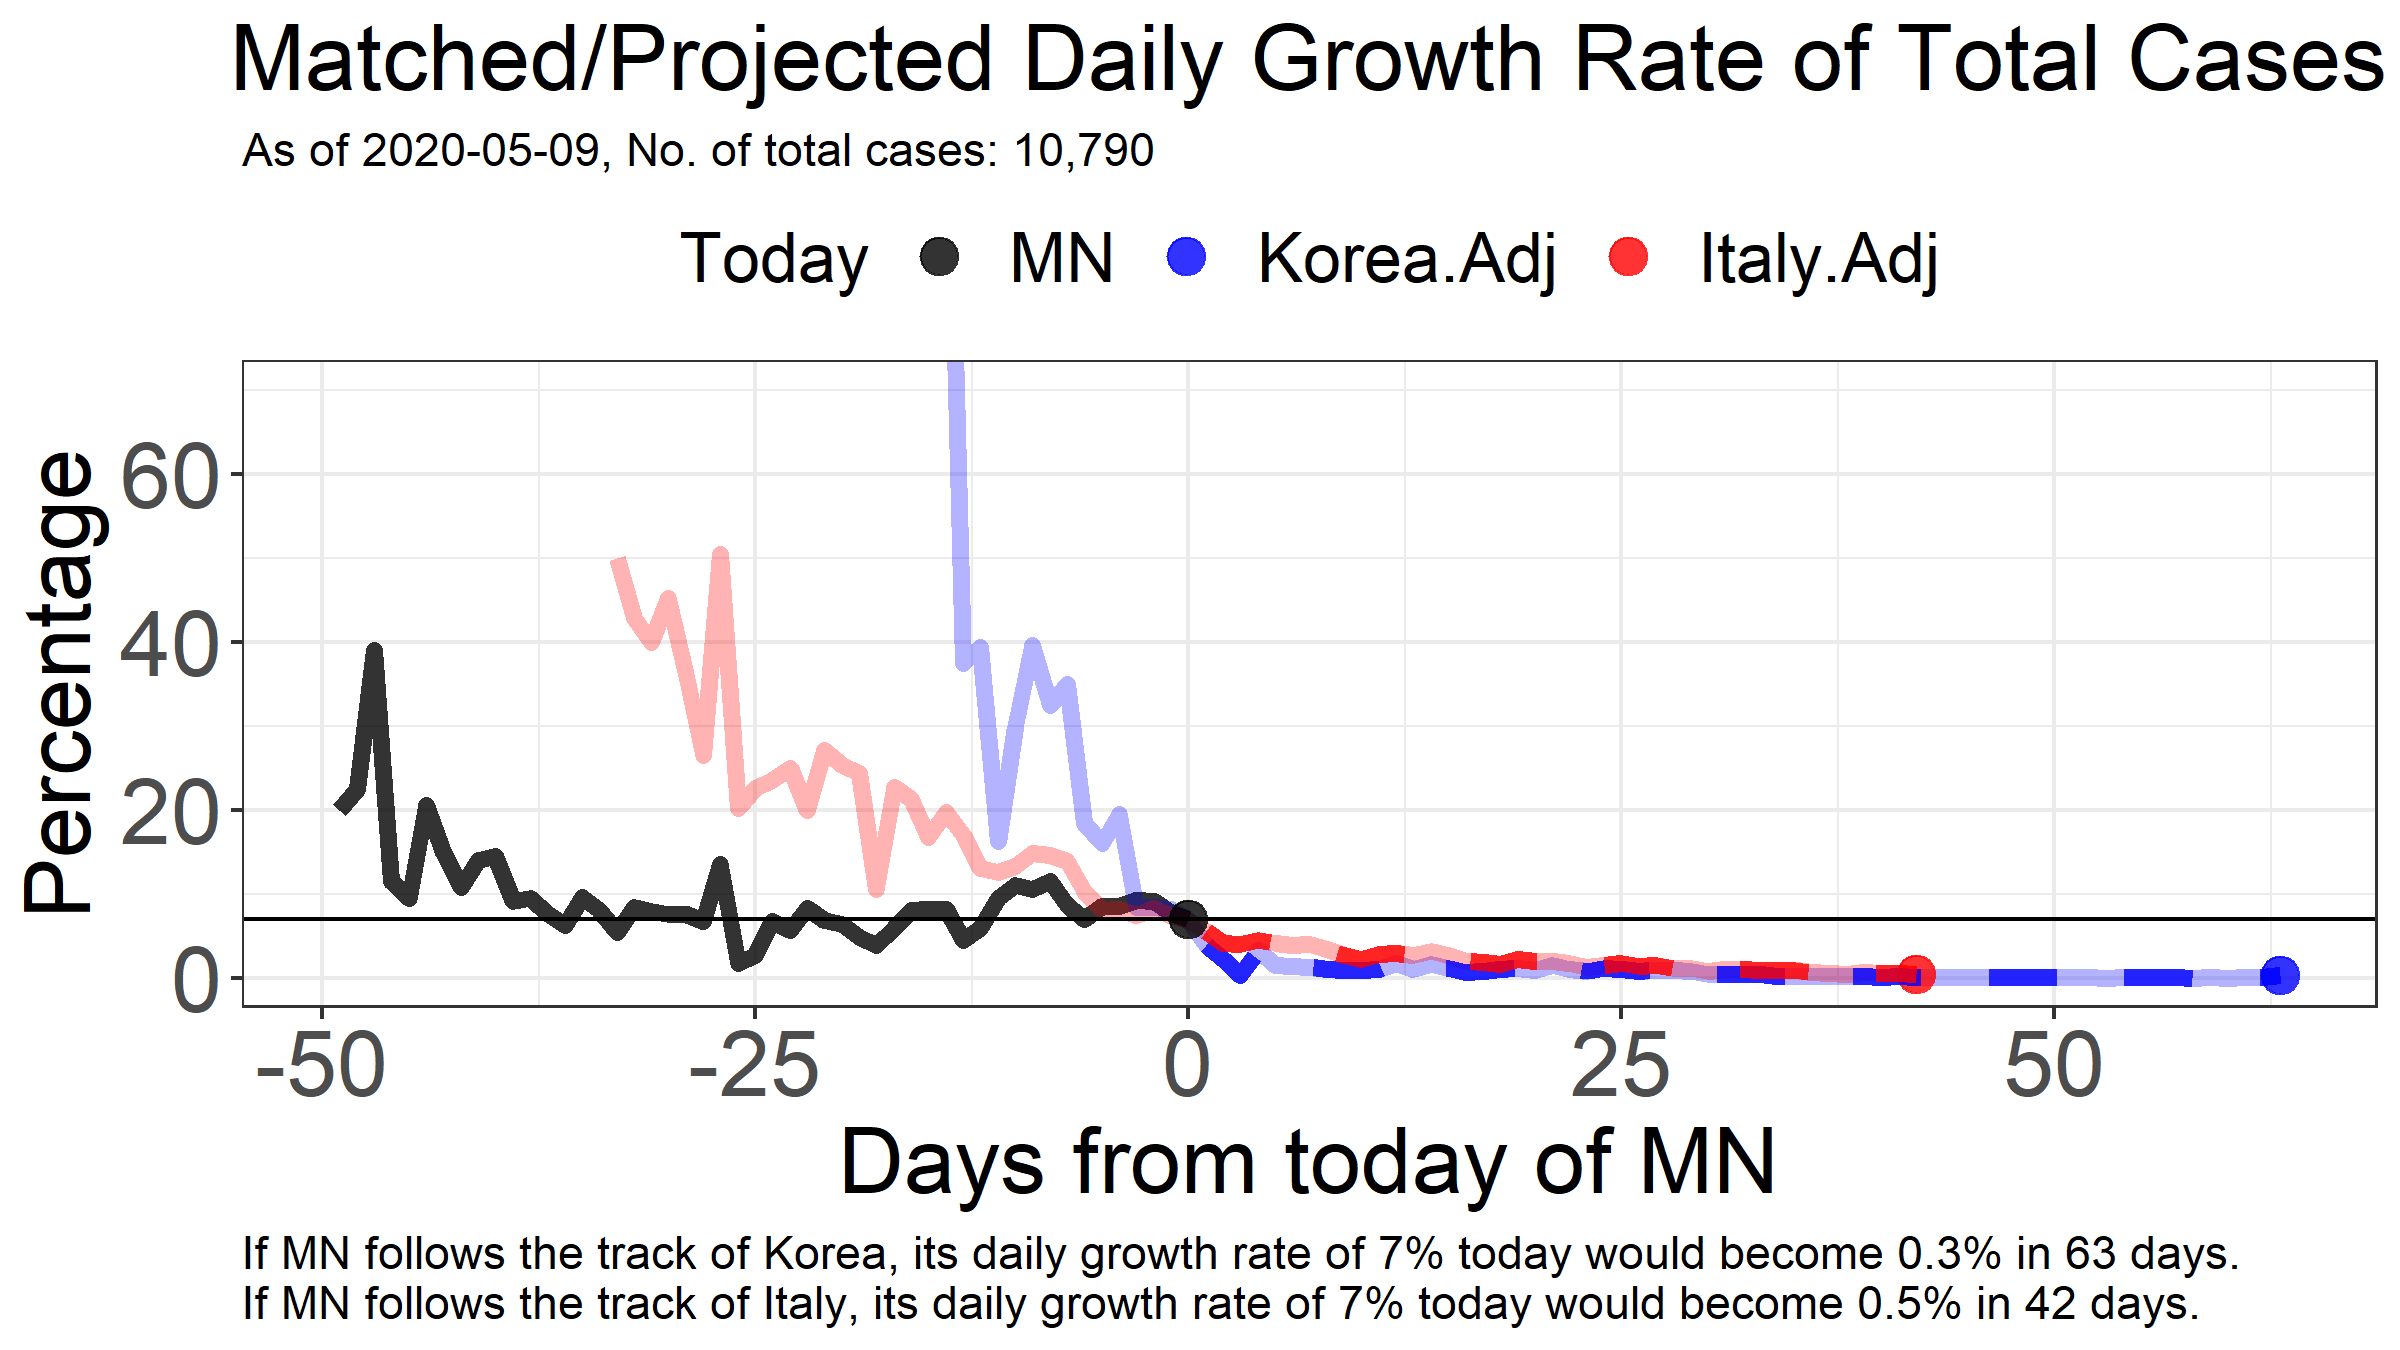 Matched/Projected Daily Growth Rate of Total Cases
As of 2020-05-09, No. of total cases: 10,790
Today MN Korea.Adj Italy.Adj
Percentage
60
40
20
0
-50 -25 0 25 50
Days from today of MN
If MN follows the track of Korea, its daily growth rate of 7% today would become 0.3% in 63 days.
If MN follows the track of Italy, its daily growth rate of 7% today would become 0.5% in 42 days.